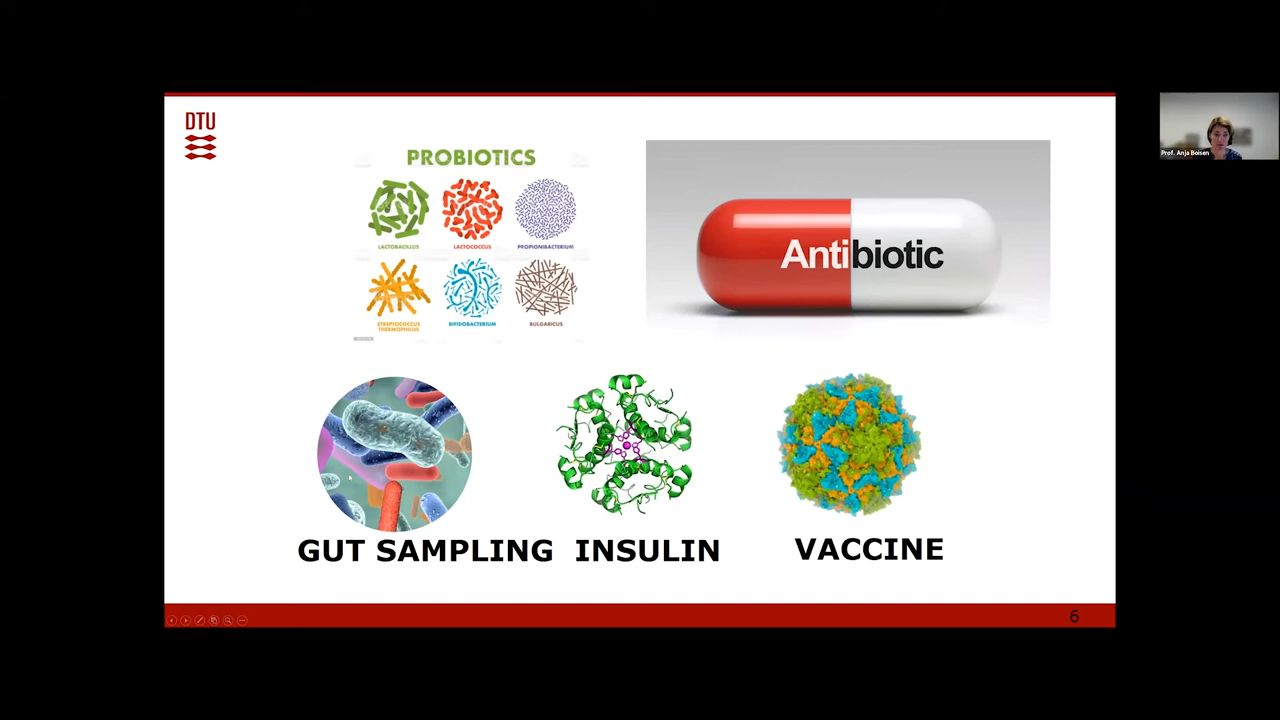 DTU
PROBIOTICS
LACTOBACILLUS
LACTOCOCCUS
PROPIONIBACTERIUM
STREPTOCOCCUS
THERMOPHILUS
BIFIDOBACTERIUM
BULGARICUS
Antibiotic
GUT SAMPLING
INSULIN
VACCINE
6
Prof. Anja Boisen